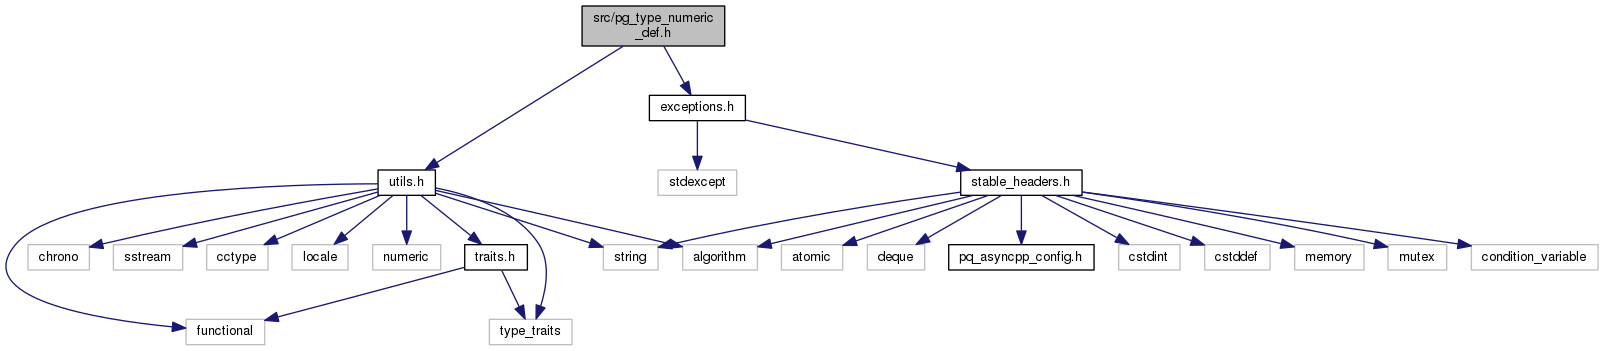 src/pg_type_numeric
_def.h
exceptions.h
utils.h
stdexcept
stable_headers.h
chrono
sstream
cctype
locale
numeric
traits.h
string
algorithm
atomic
deque
pq_asyncpp_config.h
cstdint
cstddef
memory
mutex
condition_variable
functional
type_traits